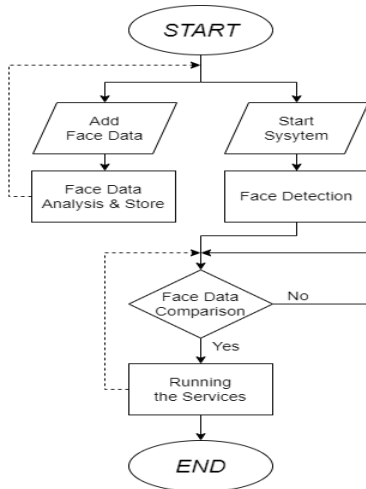 START
Add
Face Data
Start
Sysytem
Face Data
Analysis & Store
Face Detection
Face Data
Comparison
No
Yes
Running
the Services
END